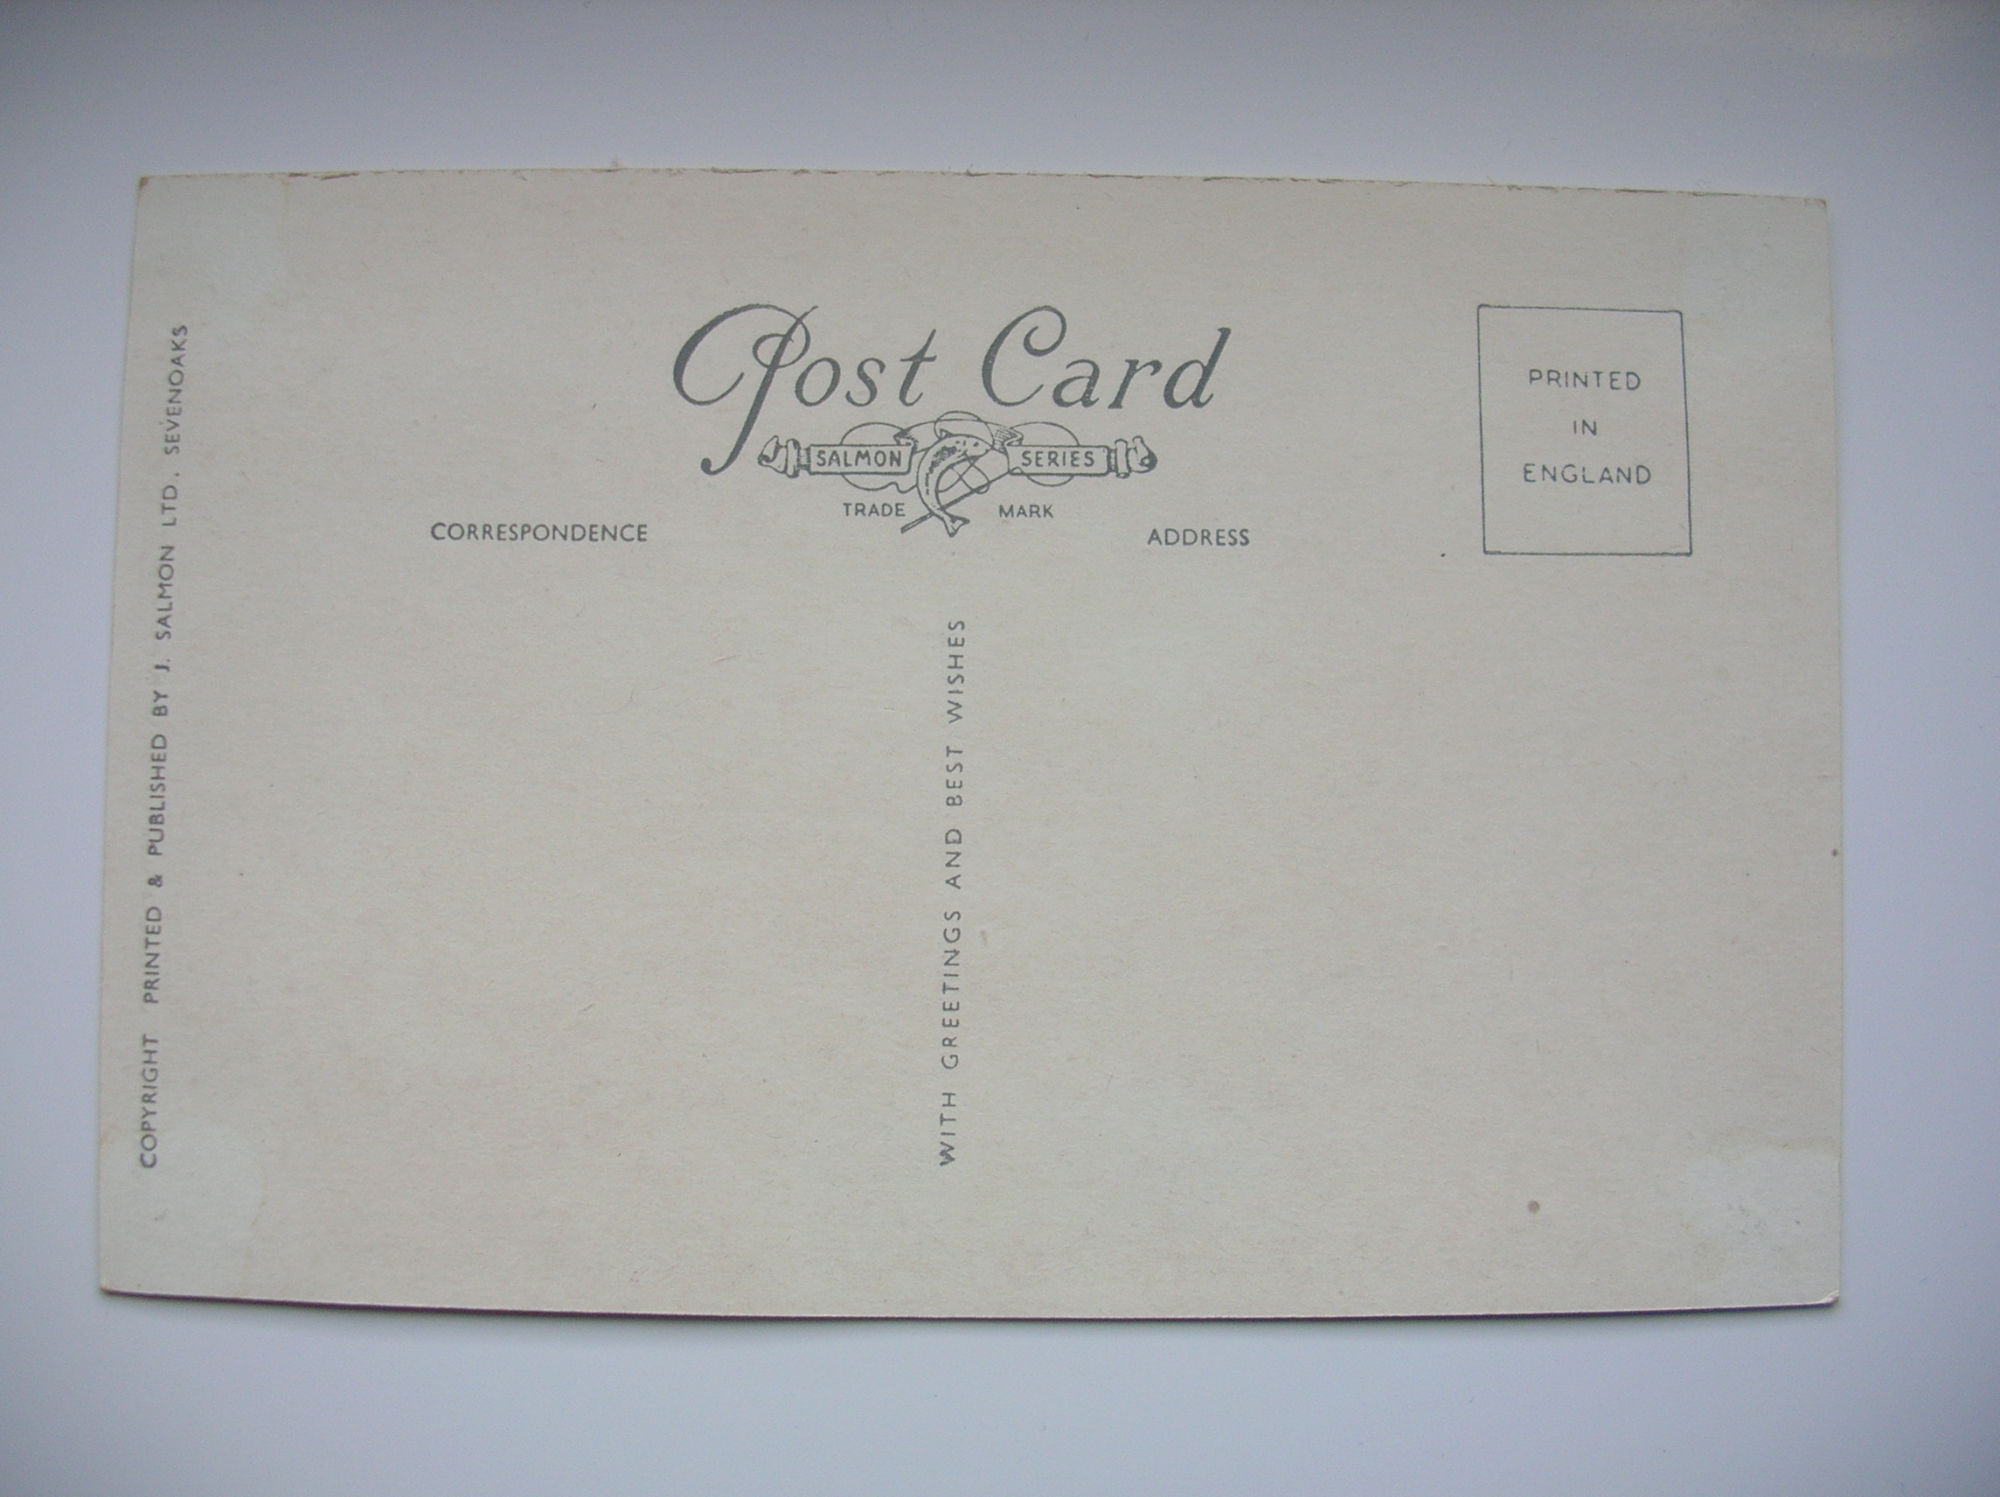 Post Card
SALMON SERIES
TRADE MARK
CORRESPONDENCE
ADDRESS
PRINTED
IN
ENGLAND
WITH GREETINGS AND BEST WISHES
COPYRIGHT PRINTED & PUBLISHED BY J. SALMON LTD. SEVENOAKS